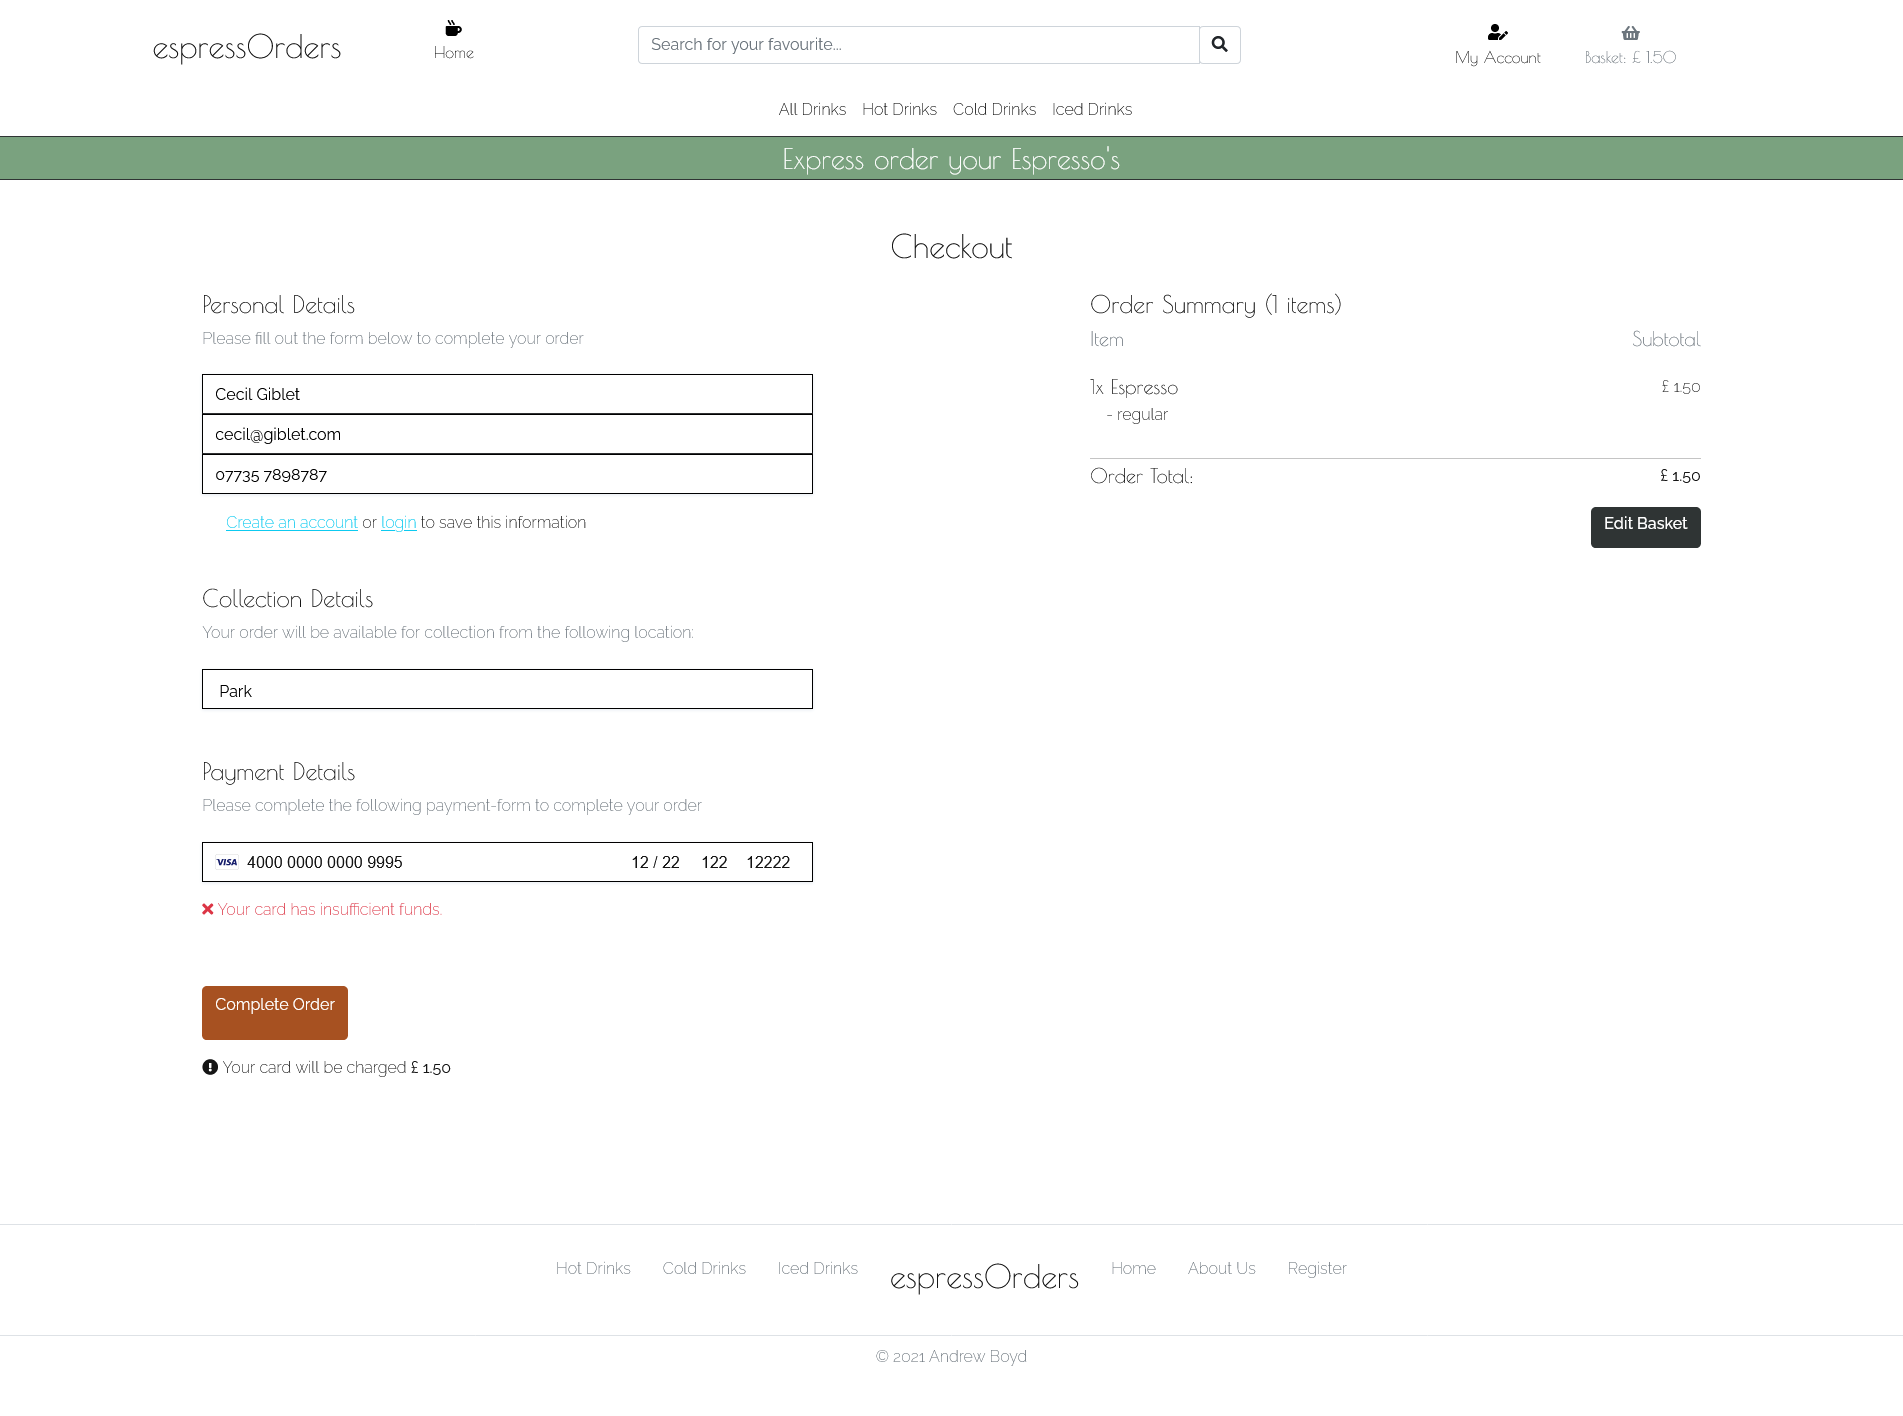 espressOrders
Home
Search for your favourite...
My Account
Basket: £ 1.50
All Drinks Hot Drinks Cold Drinks Iced Drinks
Express order your Espresso's
Checkout
Personal Details
Please fill out the form below to complete your order
Cecil Giblet
cecil@giblet.com
07735 7898787
Create an account or login to save this information
Collection Details
Your order will be available for collection from the following location:
Park
Payment Details
Please complete the following payment-form to complete your order
VISA 4000 0000 0000 9995 12 / 22 122 12222
Your card has insufficient funds.
Complete Order
Your card will be charged £ 1.50
Order Summary (1 items)
Item Subtotal
1x Espresso £ 1.50
- regular
Order Total: £ 1.50
Edit Basket
Hot Drinks Cold Drinks Iced Drinks espressOrders Home About Us Register
© 2021 Andrew Boyd